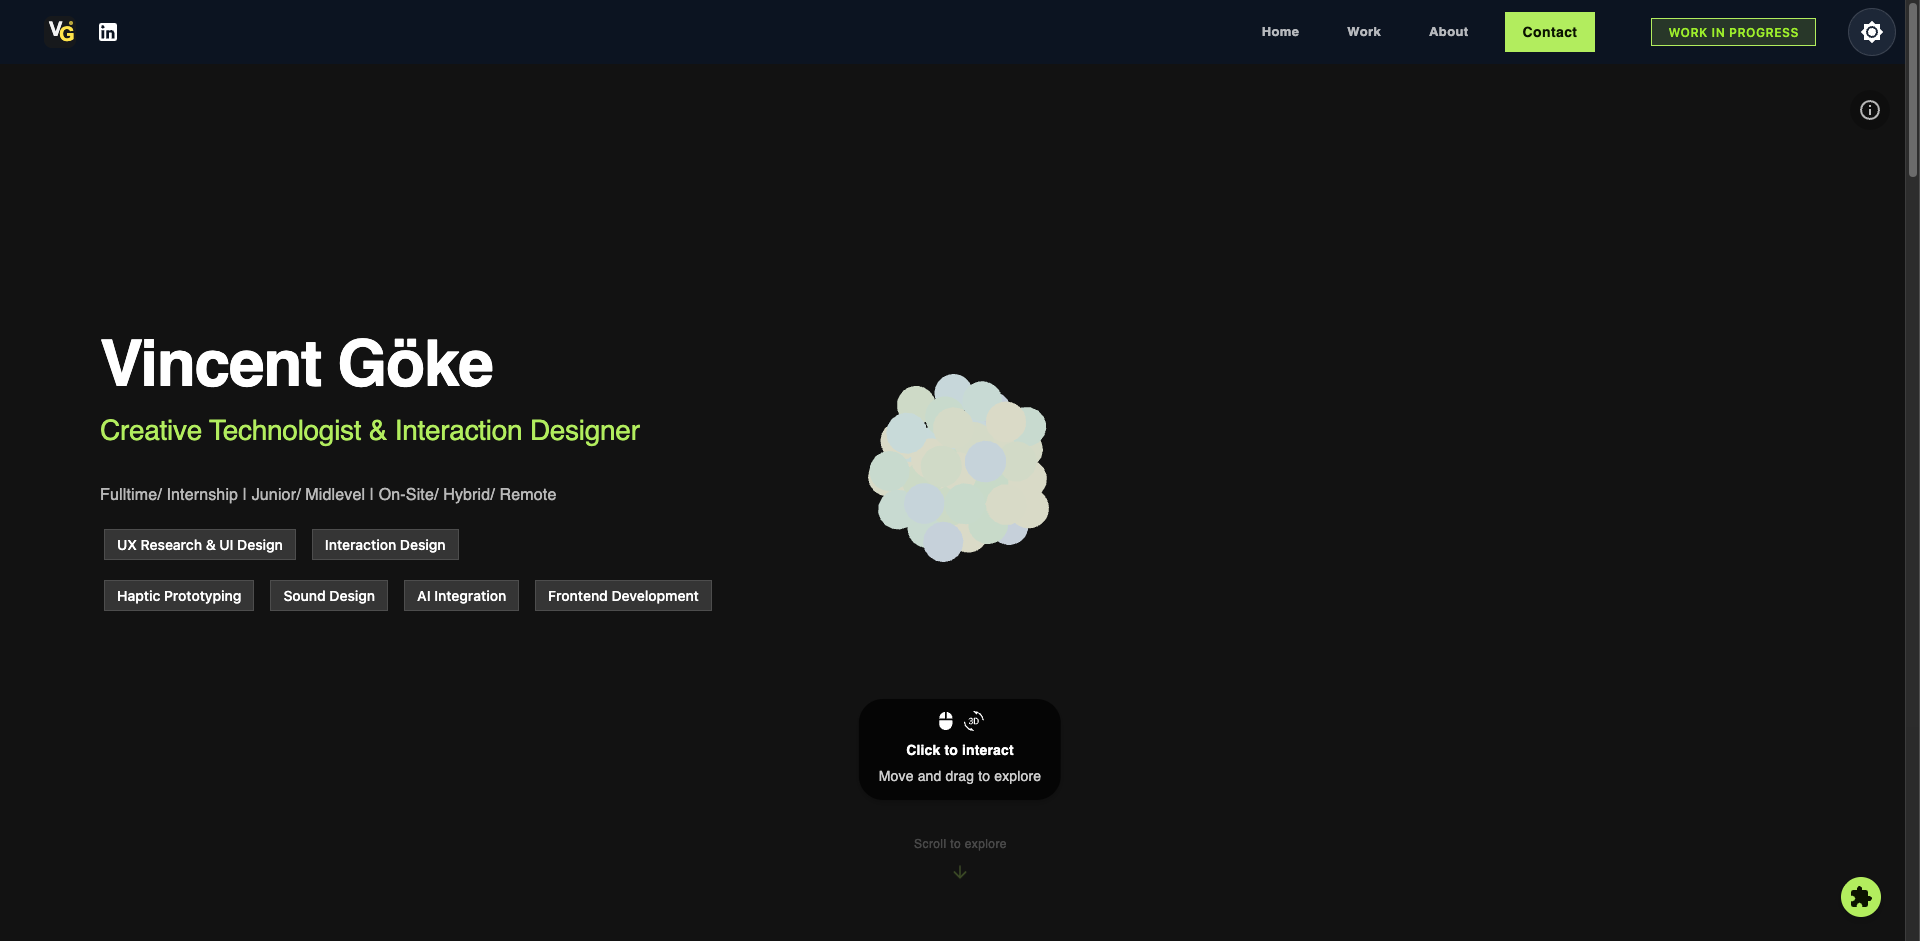 VG
in
Home
Work
About
Contact
WORK IN PROGRESS
Vincent Göke
Creative Technologist & Interaction Designer
Fulltime/ Internship | Junior/ Midlevel | On-Site/ Hybrid/ Remote
UX Research & UI Design
Interaction Design
Haptic Prototyping
Sound Design
AI Integration
Frontend Development
3D
Click to interact
Move and drag to explore
Scroll to explore